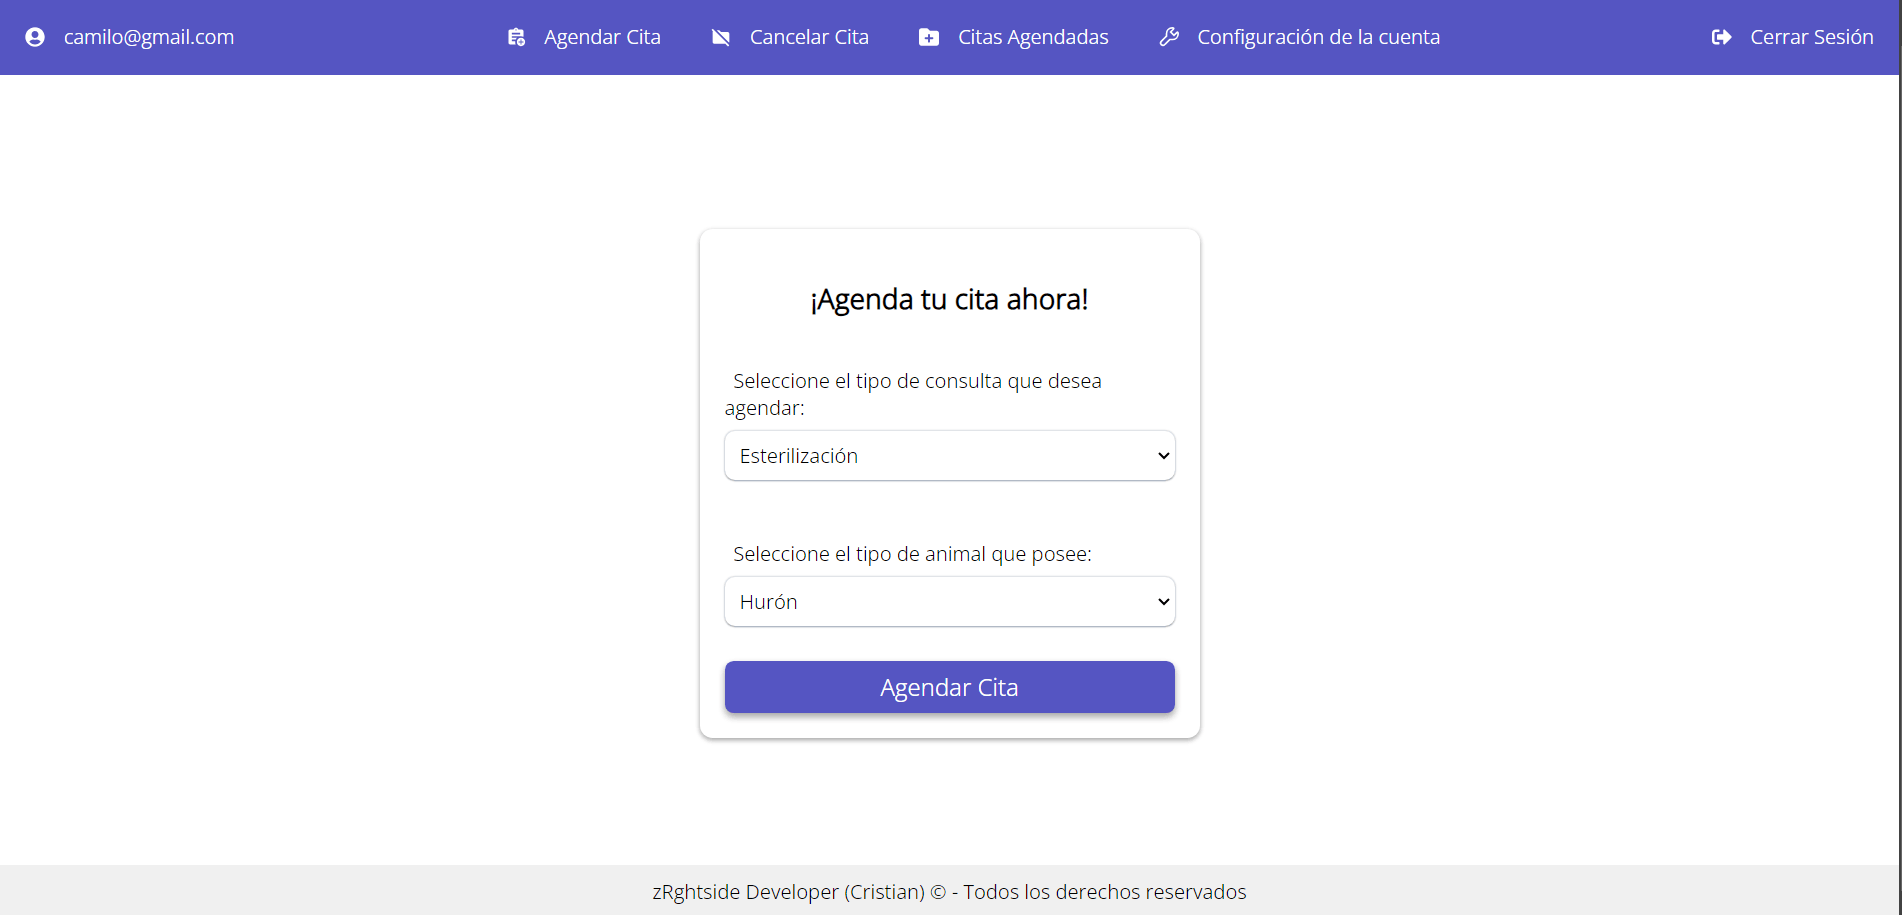 camilo@gmail.com Agendar Cita Cancelar Cita Citas Agendadas Configuración de la cuenta Cerrar Sesión
¡Agenda tu cita ahora!
Seleccione el tipo de consulta que desea
agendar:
Esterilización
Seleccione el tipo de animal que posee:
Hurón
Agendar Cita
zRghtside Developer (Cristian) © - Todos los derechos reservados